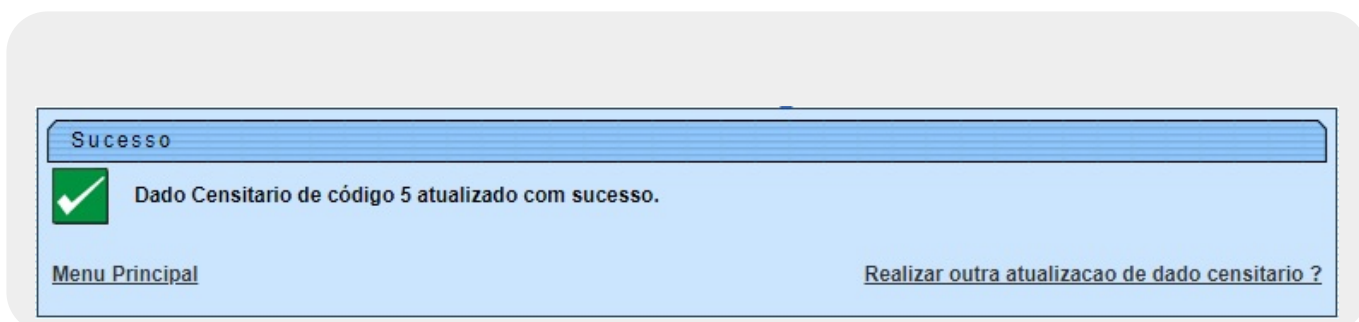 Sucesso
Dado Censitario de código 5 atualizado com sucesso.
Menu Principal
Realizar outra atualizacao de dado censitario ?